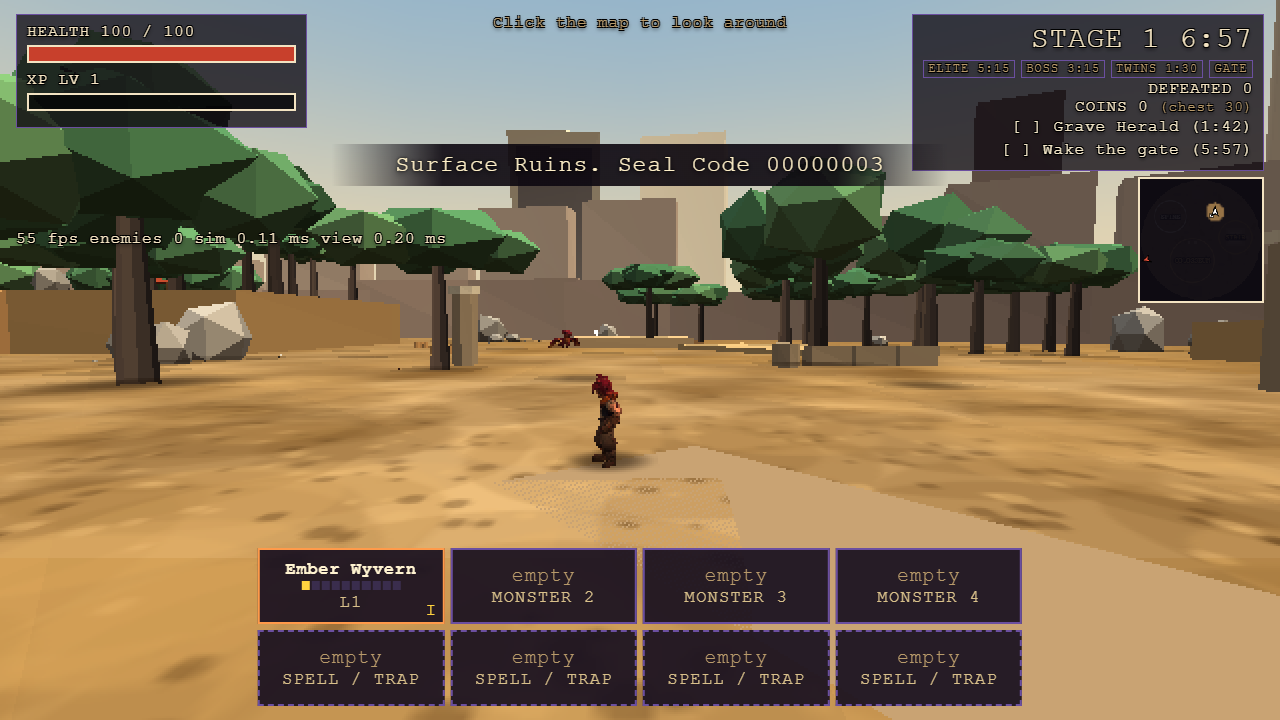 HEALTH 100 / 100
XP LV 1
Click the map to look around
STAGE 1 6:57
ELITE 5:15 BOSS 3:15 TWINS 1:30 GATE
DEFEATED 0
COINS 0 (chest 30)
[ ] Grave Herald (1:42)
[ ] Wake the gate (5:57)
Surface Ruins. Seal Code 00000003
55 fps enemies 0 sim 0.11 ms view 0.20 ms
Ember Wyvern
L1
I
empty
MONSTER 2
empty
MONSTER 3
empty
MONSTER 4
empty
SPELL / TRAP
empty
SPELL / TRAP
empty
SPELL / TRAP
empty
SPELL / TRAP